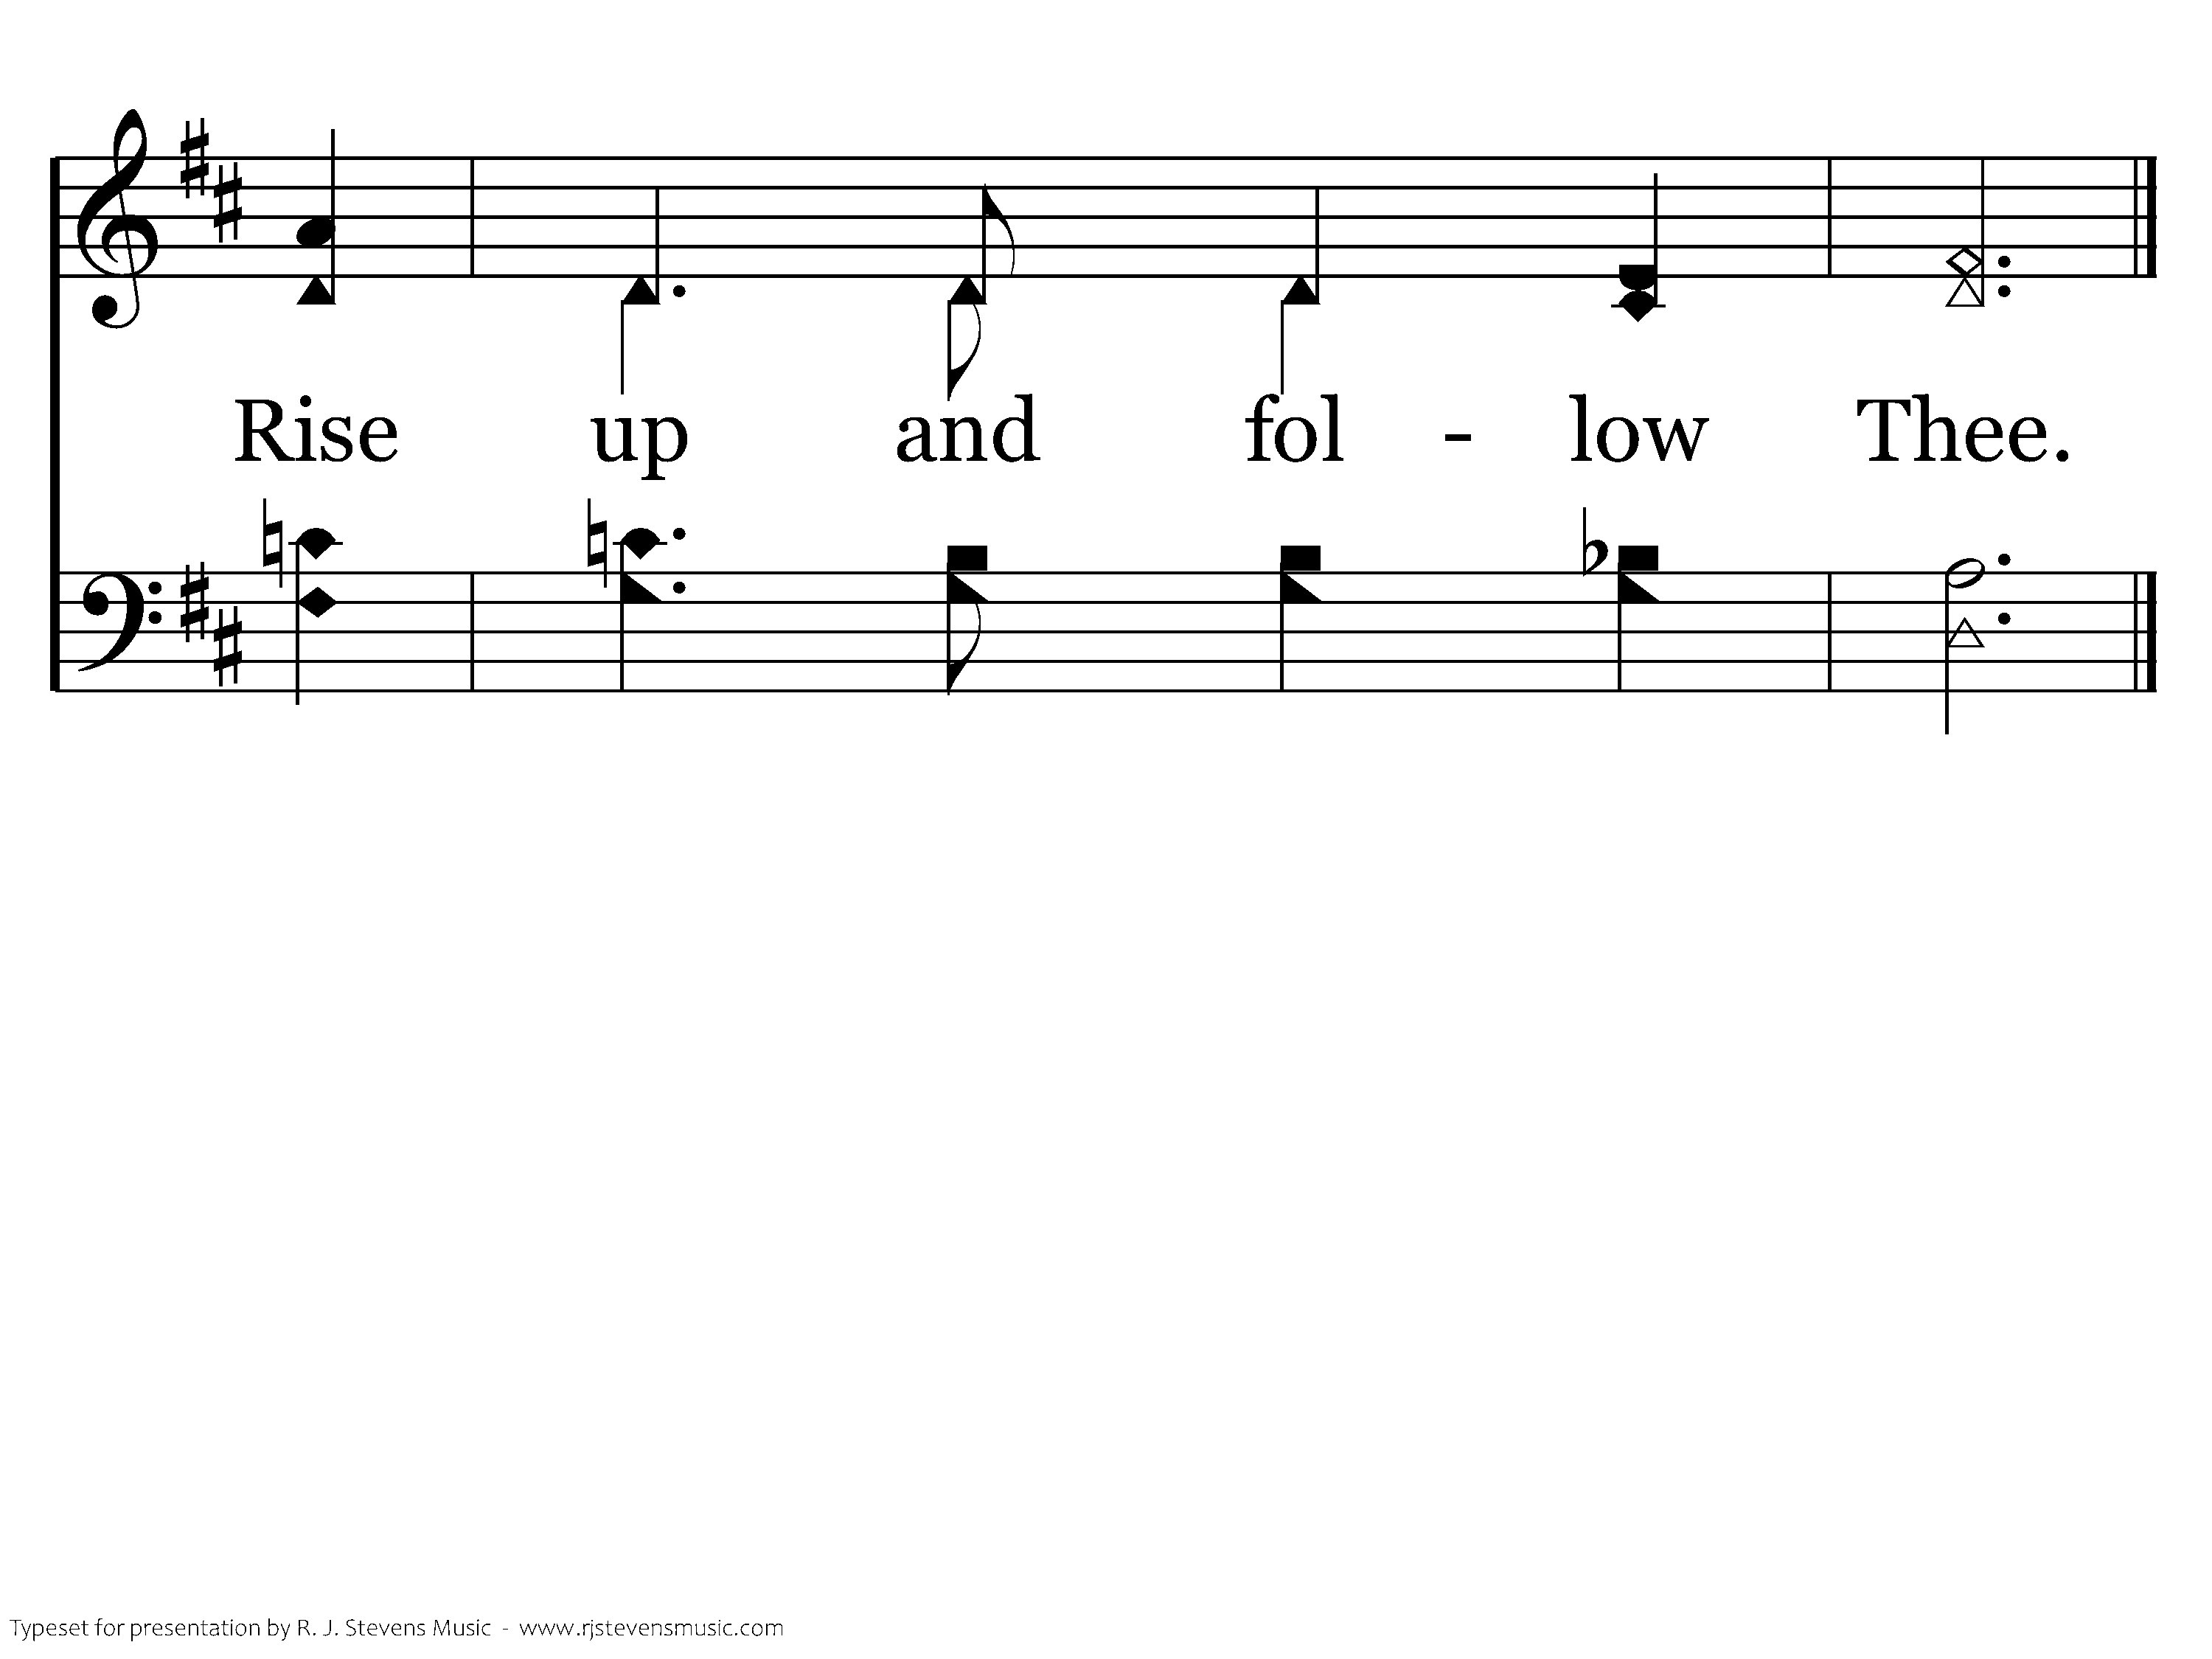 Rise up and fol - low Thee.
Typeset for presentation by R. J. Stevens Music - www.rjstevensmusic.com